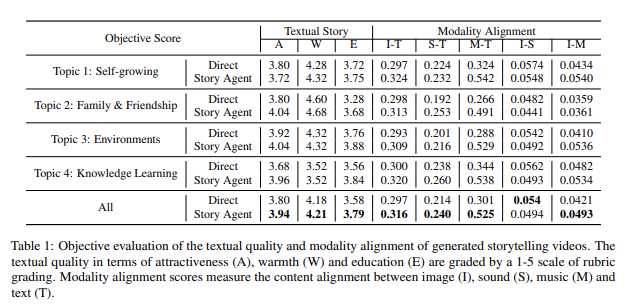 Objective Score Textual Story Modality Alignment
A W E I-T S-T M-T I-S I-M
Topic 1: Self-growing Direct 3.80 4.28 3.72 0.297 0.224 0.324 0.0574 0.0434
Story Agent 3.72 4.32 3.75 0.324 0.232 0.542 0.0548 0.0540
Topic 2: Family & Friendship Direct 3.80 4.60 3.28 0.298 0.192 0.266 0.0482 0.0359
Story Agent 4.04 4.68 3.68 0.313 0.253 0.491 0.0441 0.0361
Topic 3: Environments Direct 3.92 4.32 3.76 0.293 0.201 0.288 0.0542 0.0410
Story Agent 4.04 4.32 3.88 0.309 0.216 0.529 0.0492 0.0536
Topic 4: Knowledge Learning Direct 3.68 3.52 3.56 0.300 0.238 0.344 0.0562 0.0482
Story Agent 3.96 3.52 3.84 0.320 0.260 0.538 0.0493 0.0534
All Direct 3.80 4.18 3.58 0.297 0.214 0.301 0.054 0.0421
Story Agent 3.94 4.21 3.79 0.316 0.240 0.525 0.0494 0.0493
Table 1: Objective evaluation of the textual quality and modality alignment of generated storytelling videos. The
textual quality in terms of attractiveness (A), warmth (W) and education (E) are graded by a 1-5 scale of rubric
grading. Modality alignment scores measure the content alignment between image (I), sound (S), music (M) and
text (T).